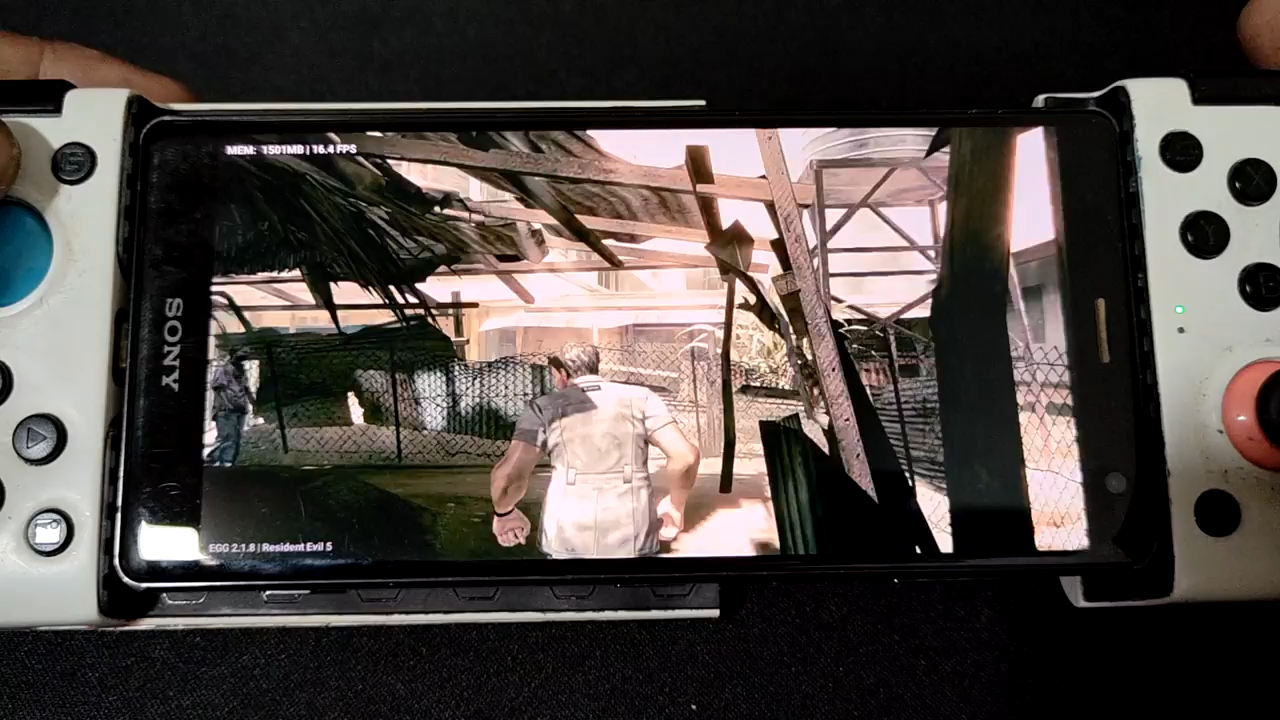 MEM: 1501MB | 16.4 FPS
SONY
EGG 2.1.8 | Resident Evil 5
X
Y